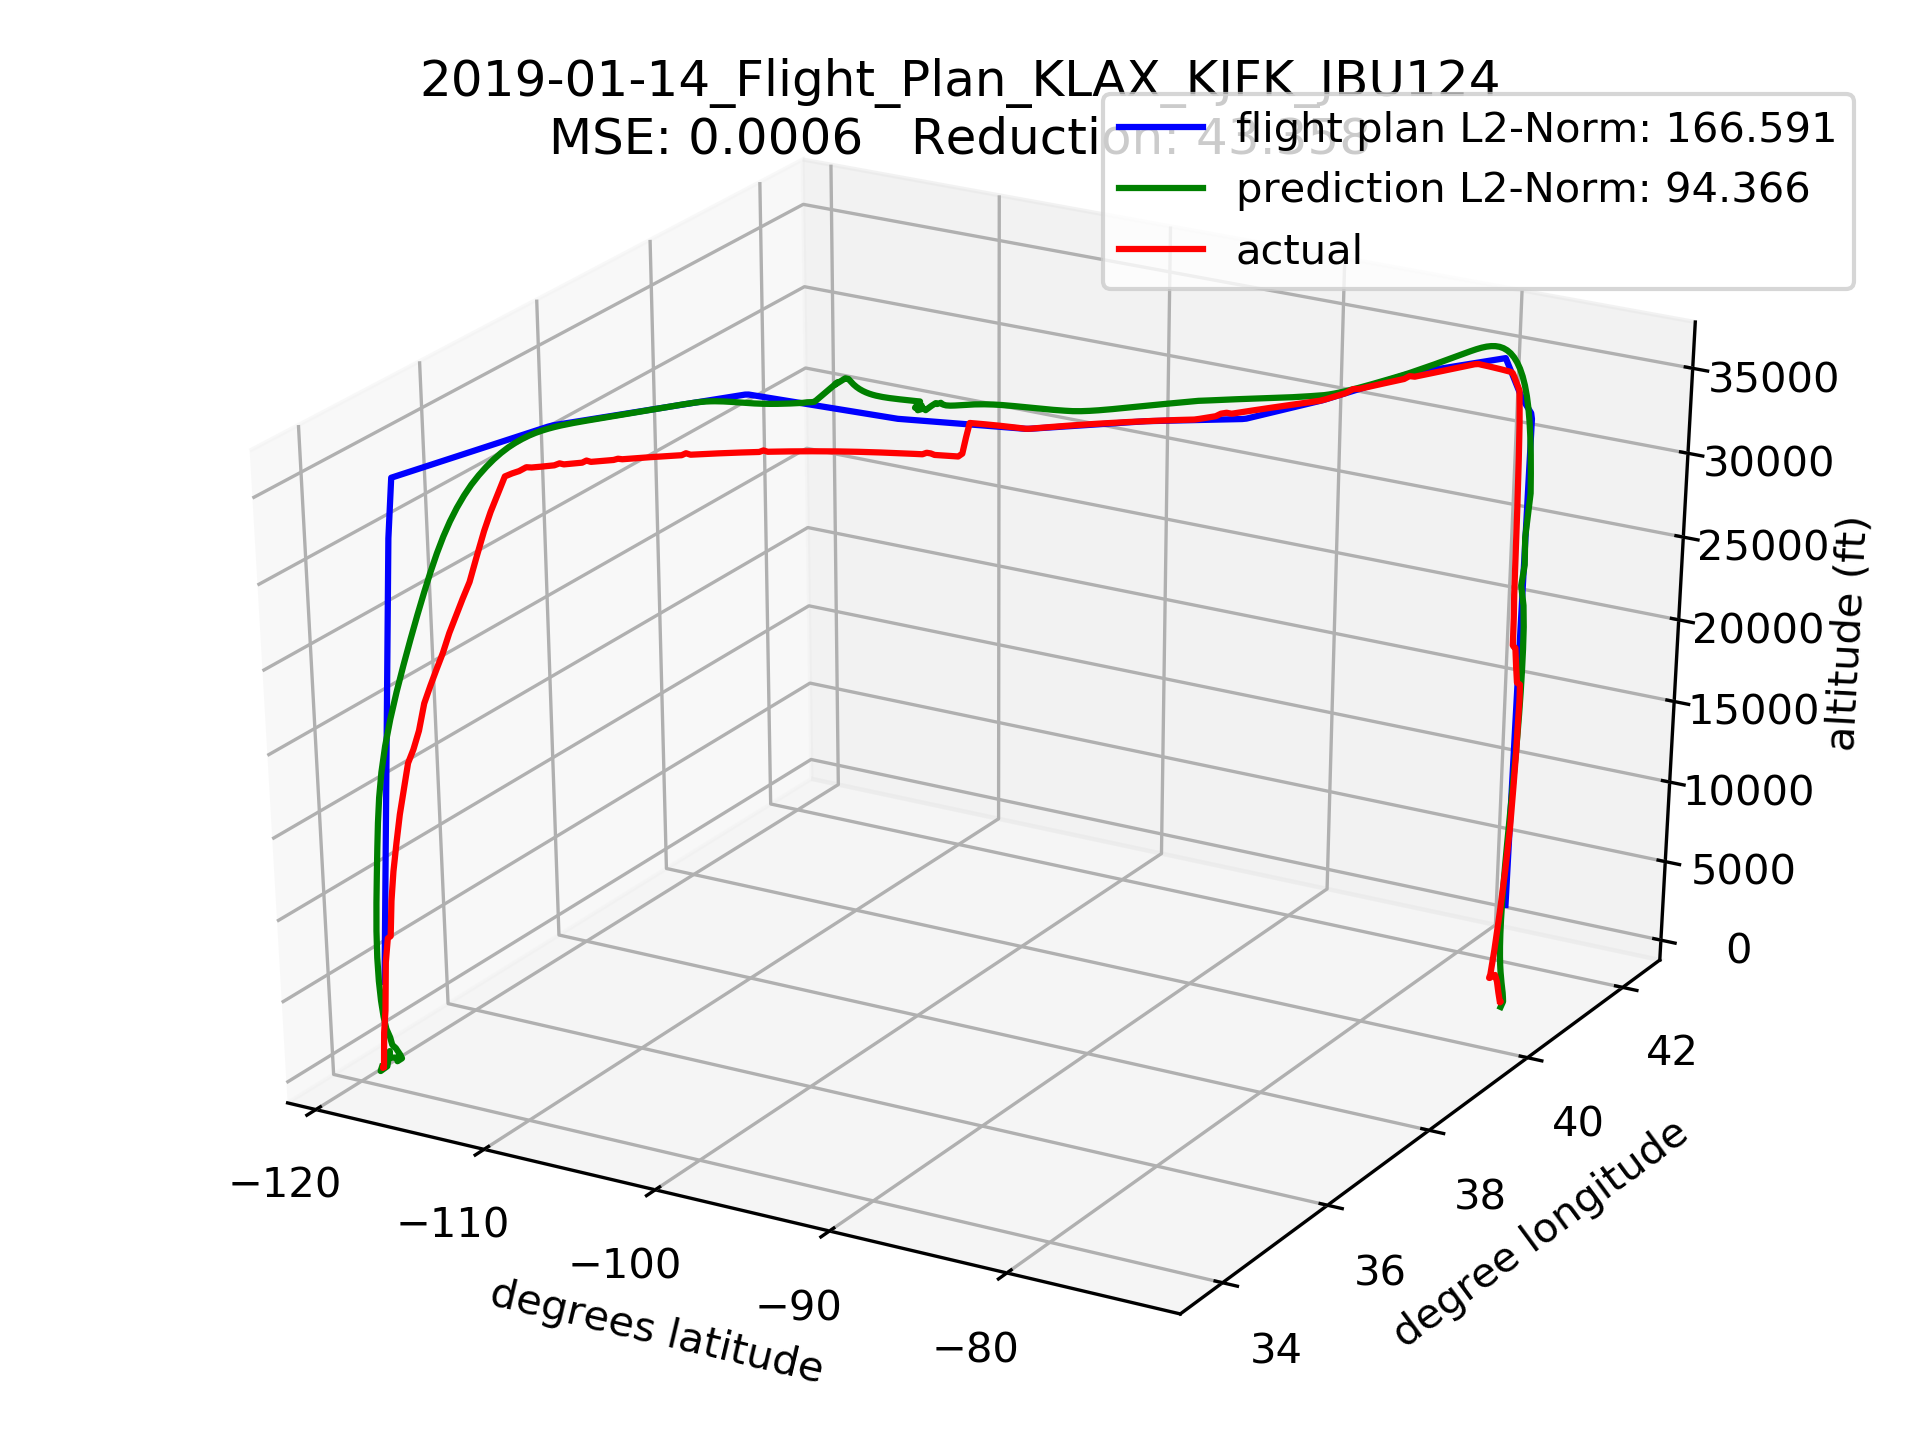 2019-01-14_Flight_Plan_KLAX_KJFK_JBU124
MSE: 0.0006   Reduction: 43.358
flight plan L2-Norm: 166.591
prediction L2-Norm: 94.366
actual
35000
30000
25000
20000
15000
10000
5000
0
altitude (ft)
−120
−110
−100
−90
−80
degrees latitude
34
36
38
40
42
degree longitude